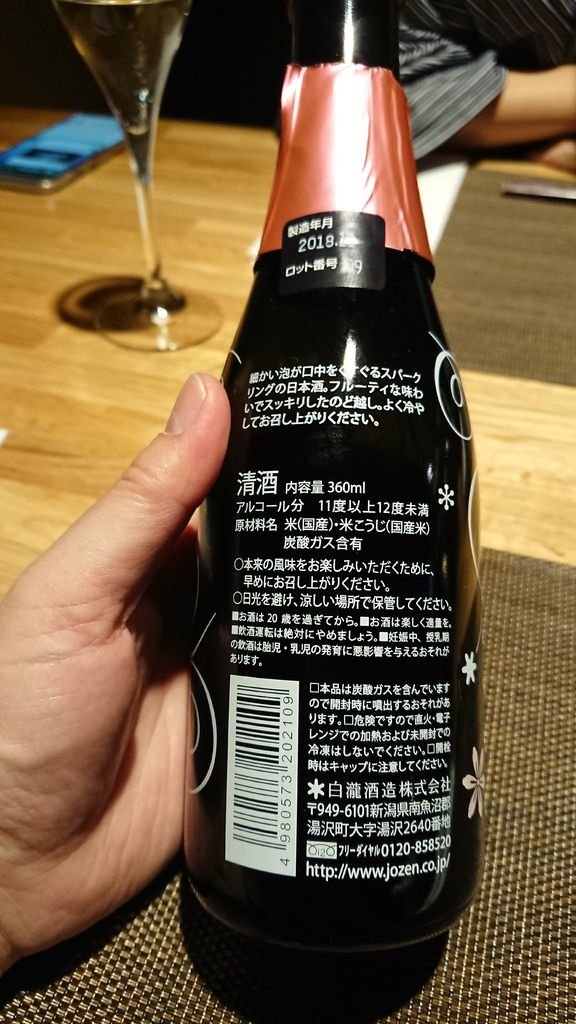 製造年月
2018.
ロット番号
細かい泡が口中をくすぐるスパーク
リングの日本酒。フルーティな味わ
いでスッキリしたのど越し。よく冷や
してお召し上がりください。
清酒 内容量 360ml
アルコール分 11度以上12度未満
原材料名 米(国産)・米こうじ(国産米)
炭酸ガス含有
○本来の風味をお楽しみいただくために、
早めにお召し上がりください。
○日光を避け、涼しい場所で保管してください。
■お酒は20歳を過ぎてから。■お酒は楽しく適量を。
■飲酒運転は絶対にやめましょう。■妊娠中、授乳期
の飲酒は胎児・乳児の発育に悪影響を与えるおそれが
あります。
□本品は炭酸ガスを含んでいます
ので開封時に噴出するおそれがあ
ります。□危険ですので直火・電子
レンジでの加熱および未開封での
冷凍はしないでください。□開栓
時はキャップに注意してください。
4 980573 202109
白瀧酒造株式会社
〒949-6101新潟県南魚沼郡
湯沢町大字湯沢2640番地
フリーダイヤル0120-858520
http://www.jozen.co.jp/